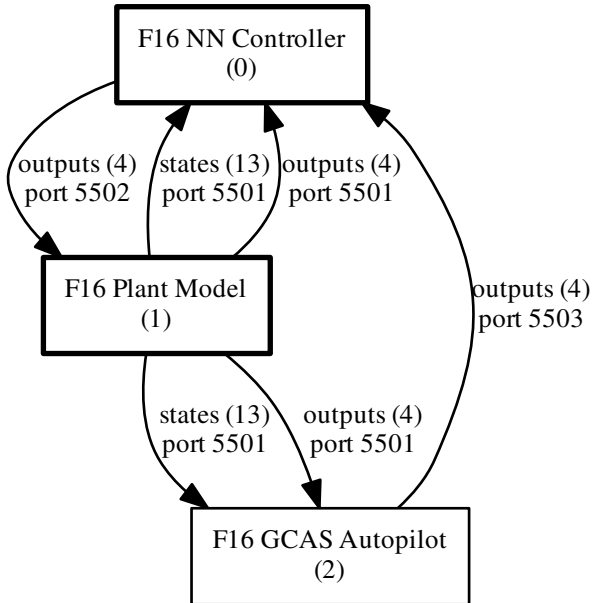 F16 NN Controller
(0)
outputs (4)
port 5502
states (13)
port 5501
outputs (4)
port 5501
F16 Plant Model
(1)
outputs (4)
port 5503
states (13)
port 5501
outputs (4)
port 5501
F16 GCAS Autopilot
(2)